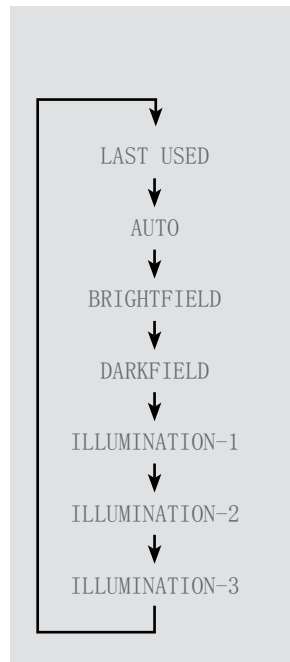 LAST USED
AUTO
BRIGHTFIELD
DARKFIELD
ILLUMINATION-1
ILLUMINATION-2
ILLUMINATION-3